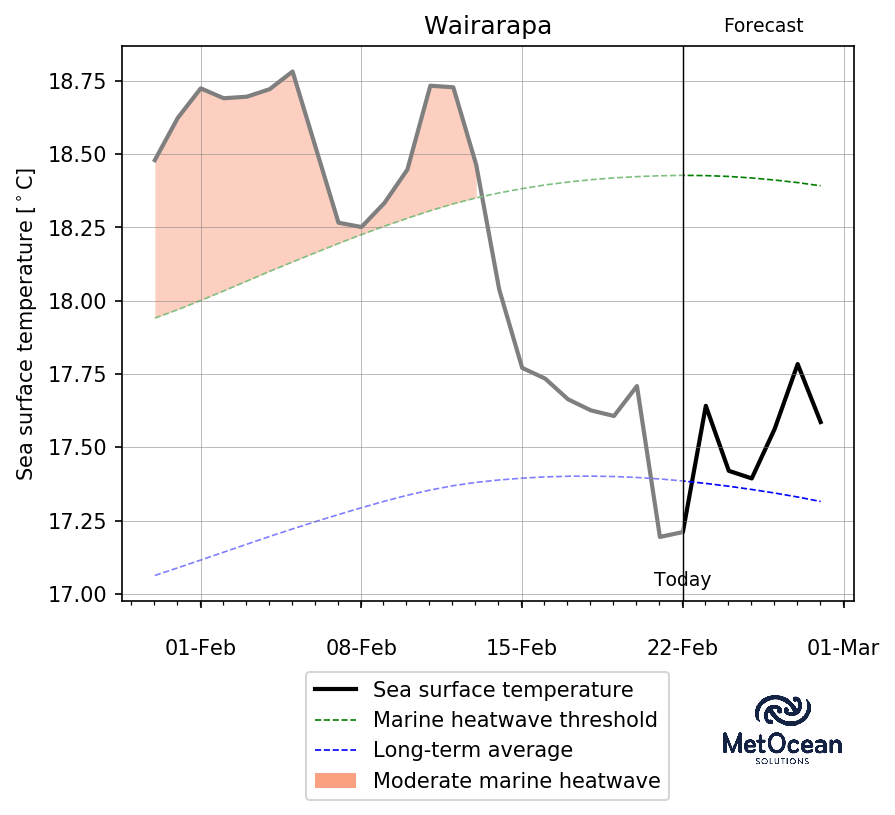 Wairarapa
Forecast
Sea surface temperature [°C]
18.75
18.50
18.25
18.00
17.75
17.50
17.25
17.00
Today
01-Feb 08-Feb 15-Feb 22-Feb 01-Mar
Sea surface temperature
Marine heatwave threshold
Long-term average
Moderate marine heatwave
MetOcean
SOLUTIONS